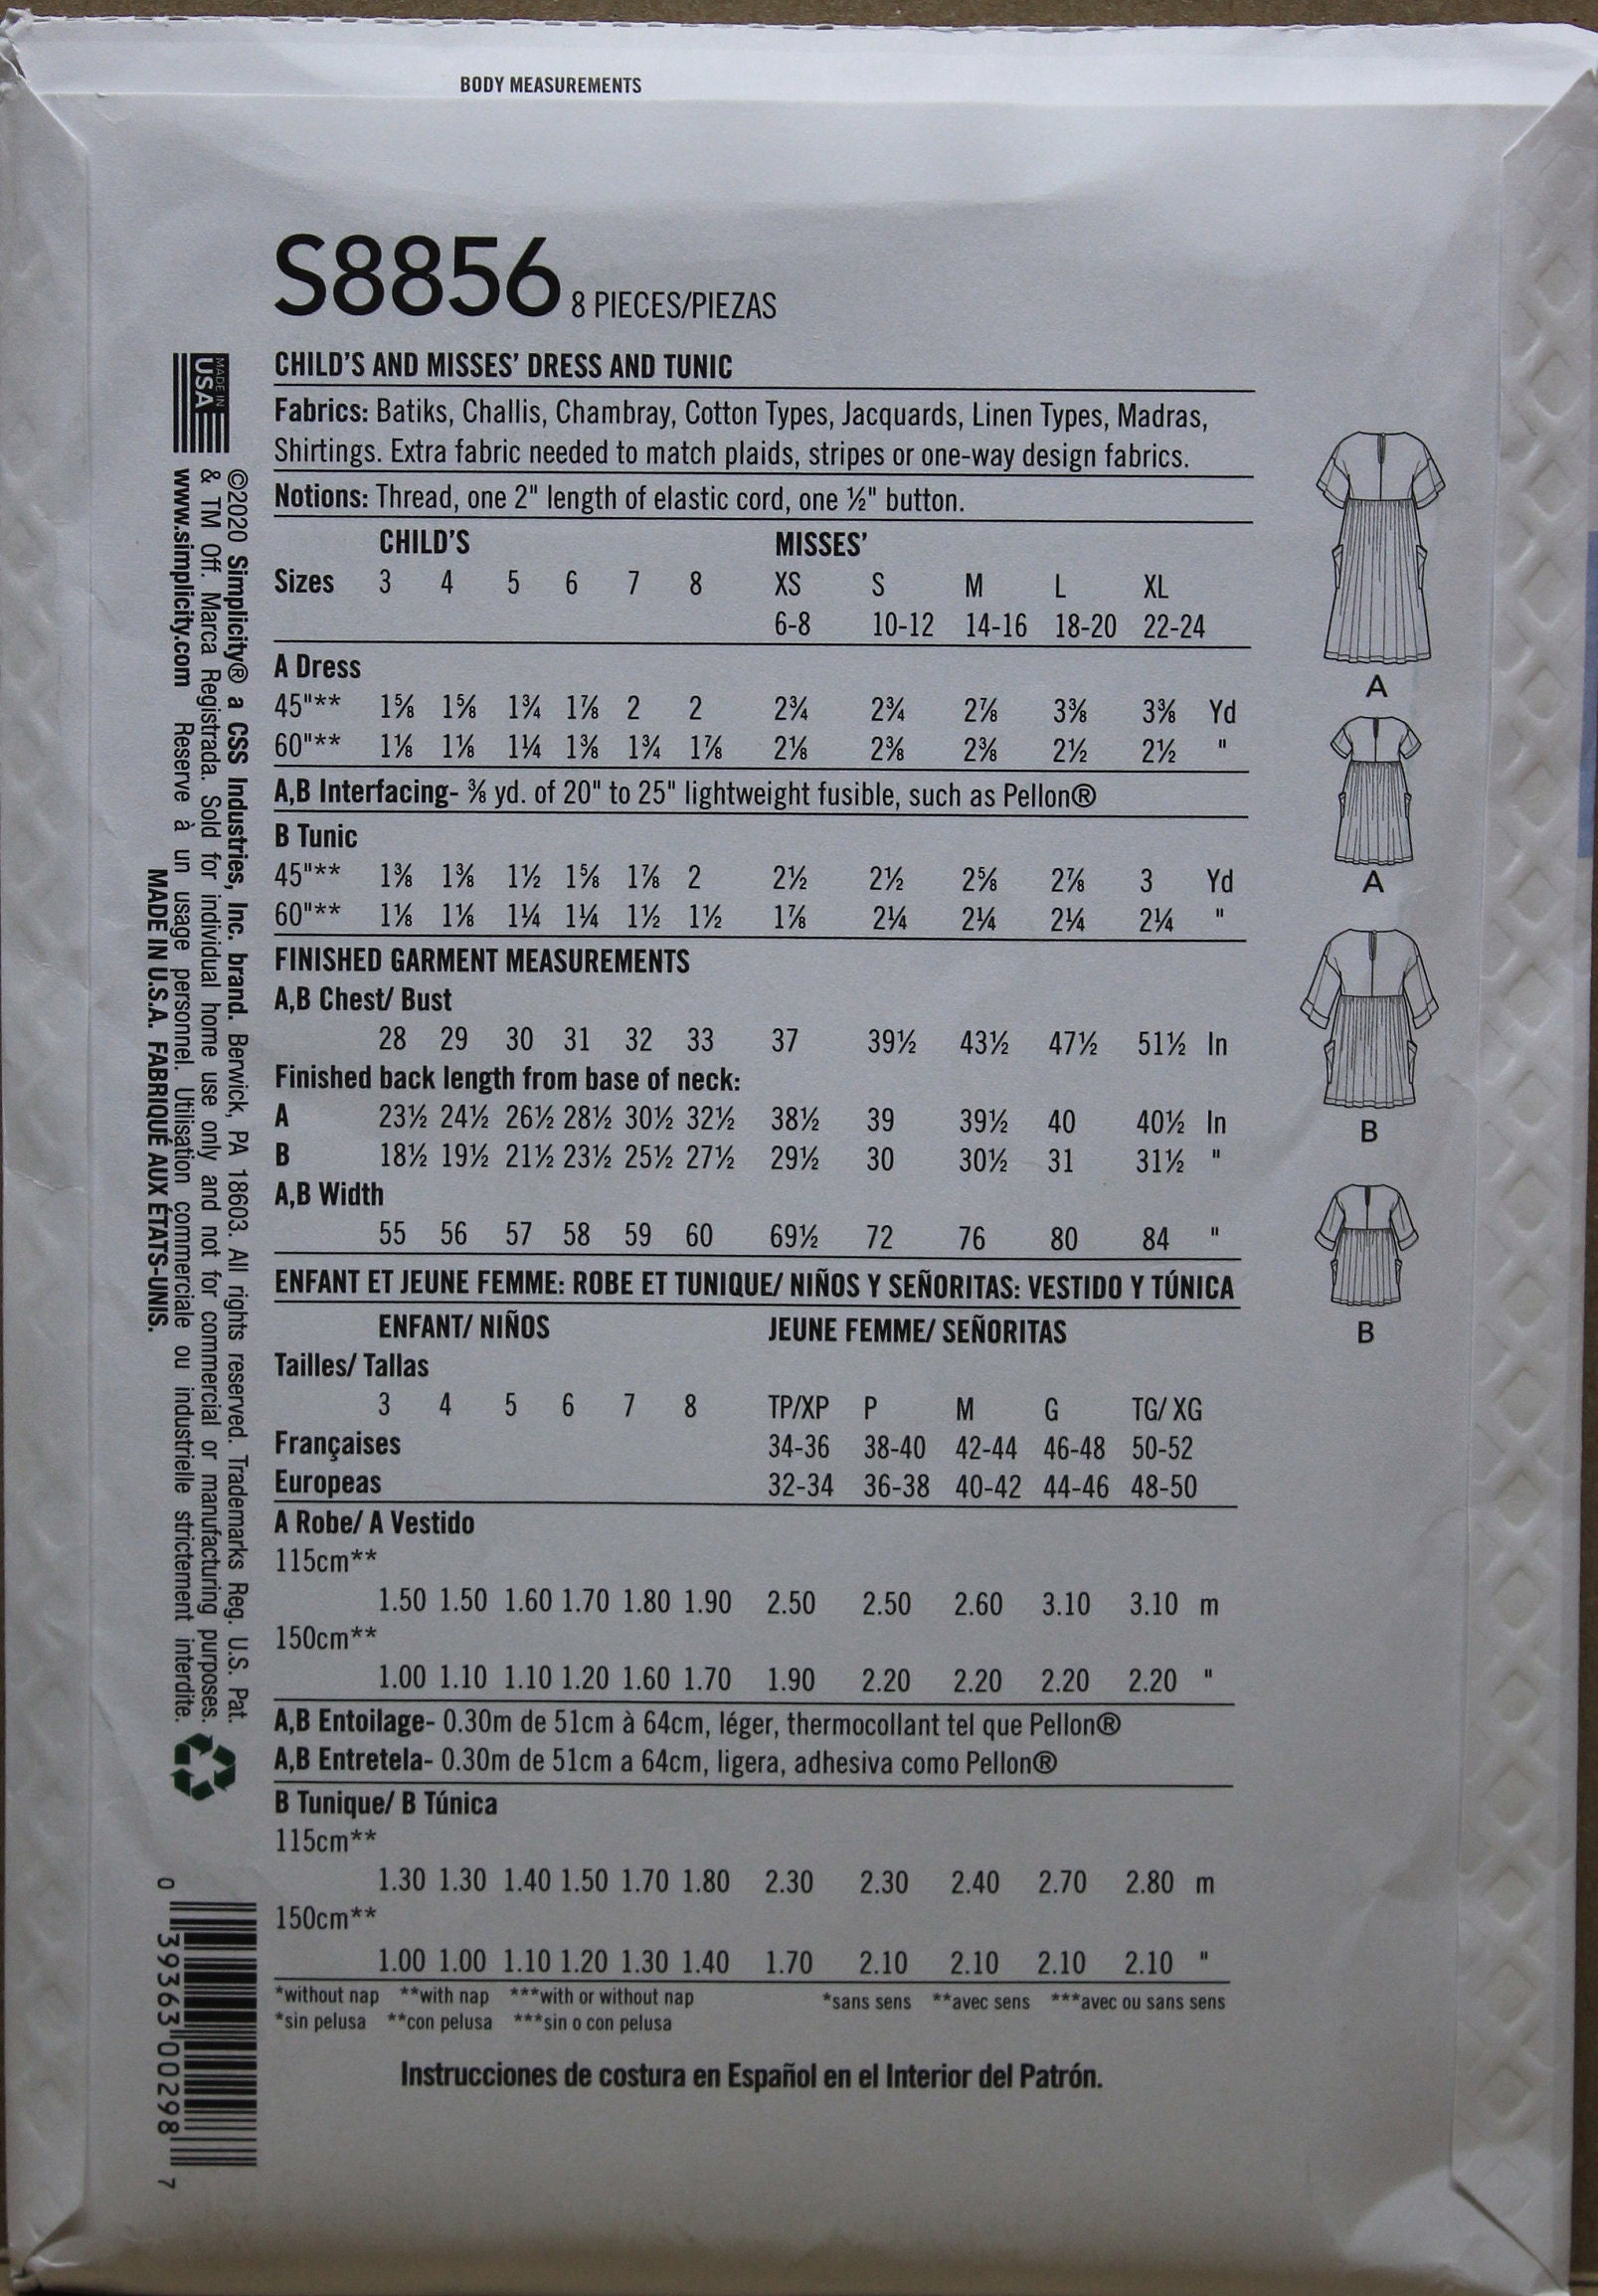 BODY MEASUREMENTS
S8856 8 PIECES/PIEZAS
CHILD'S AND MISSES' DRESS AND TUNIC
Fabrics: Batiks, Challis, Chambray, Cotton Types, Jacquards, Linen Types, Madras,
Shirtings. Extra fabric needed to match plaids, stripes or one-way design fabrics.
Notions: Thread, one 2" length of elastic cord, one ½" button.
CHILD'S MISSES'
Sizes 3 4 5 6 7 8 XS S M L XL
6-8 10-12 14-16 18-20 22-24
A Dress
45"** 1⅝ 1⅝ 1¾ 1⅞ 2 2 2¾ 2¾ 2⅞ 3⅜ 3⅜ Yd
60"** 1⅛ 1⅛ 1¼ 1⅜ 1¾ 1⅞ 2⅛ 2⅜ 2⅜ 2½ 2½ "
A,B Interfacing- ⅜ yd. of 20" to 25" lightweight fusible, such as Pellon®
B Tunic
45"** 1⅜ 1⅜ 1½ 1⅝ 1⅞ 2 2½ 2½ 2⅝ 2⅞ 3 Yd
60"** 1⅛ 1⅛ 1¼ 1¼ 1½ 1½ 1⅞ 2¼ 2¼ 2¼ 2¼ "
FINISHED GARMENT MEASUREMENTS
A,B Chest/ Bust
28 29 30 31 32 33 37 39½ 43½ 47½ 51½ In
Finished back length from base of neck:
A 23½ 24½ 26½ 28½ 30½ 32½ 38½ 39 39½ 40 40½ In
B 18½ 19½ 21½ 23½ 25½ 27½ 29½ 30 30½ 31 31½ "
A,B Width
55 56 57 58 59 60 69½ 72 76 80 84 "
ENFANT ET JEUNE FEMME: ROBE ET TUNIQUE/ NIÑOS Y SEÑORITAS: VESTIDO Y TÚNICA
ENFANT/ NIÑOS JEUNE FEMME/ SEÑORITAS
Tailles/ Tallas
3 4 5 6 7 8 TP/XP P M G TG/ XG
Françaises 34-36 38-40 42-44 46-48 50-52
Europeas 32-34 36-38 40-42 44-46 48-50
A Robe/ A Vestido
115cm**
1.50 1.50 1.60 1.70 1.80 1.90 2.50 2.50 2.60 3.10 3.10 m
150cm**
1.00 1.10 1.10 1.20 1.60 1.70 1.90 2.20 2.20 2.20 2.20 "
A,B Entoilage- 0.30m de 51cm à 64cm, léger, thermocollant tel que Pellon®
A,B Entretela- 0.30m de 51cm a 64cm, ligera, adhesiva como Pellon®
B Tunique/ B Túnica
115cm**
1.30 1.30 1.40 1.50 1.70 1.80 2.30 2.30 2.40 2.70 2.80 m
150cm**
1.00 1.00 1.10 1.20 1.30 1.40 1.70 2.10 2.10 2.10 2.10 "
*without nap **with nap ***with or without nap *sans sens **avec sens ***avec ou sans sens
*sin pelusa **con pelusa ***sin o con pelusa
Instrucciones de costura en Español en el Interior del Patrón.
A
A
B
B
MADE IN
USA
©2020 Simplicity® a CSS Industries, Inc. brand. Berwick, PA 18603. All rights reserved. Trademarks Reg. U.S. Pat.
& TM Off. Marca Registrada. Sold for individual home use only and not for commercial or manufacturing purposes.
www.simplicity.com Reserve à un usage personnel. Utilisation commerciale ou industrielle strictement interdite.
MADE IN U.S.A. FABRIQUÉ AUX ÉTATS-UNIS.
0 39363 00298 7